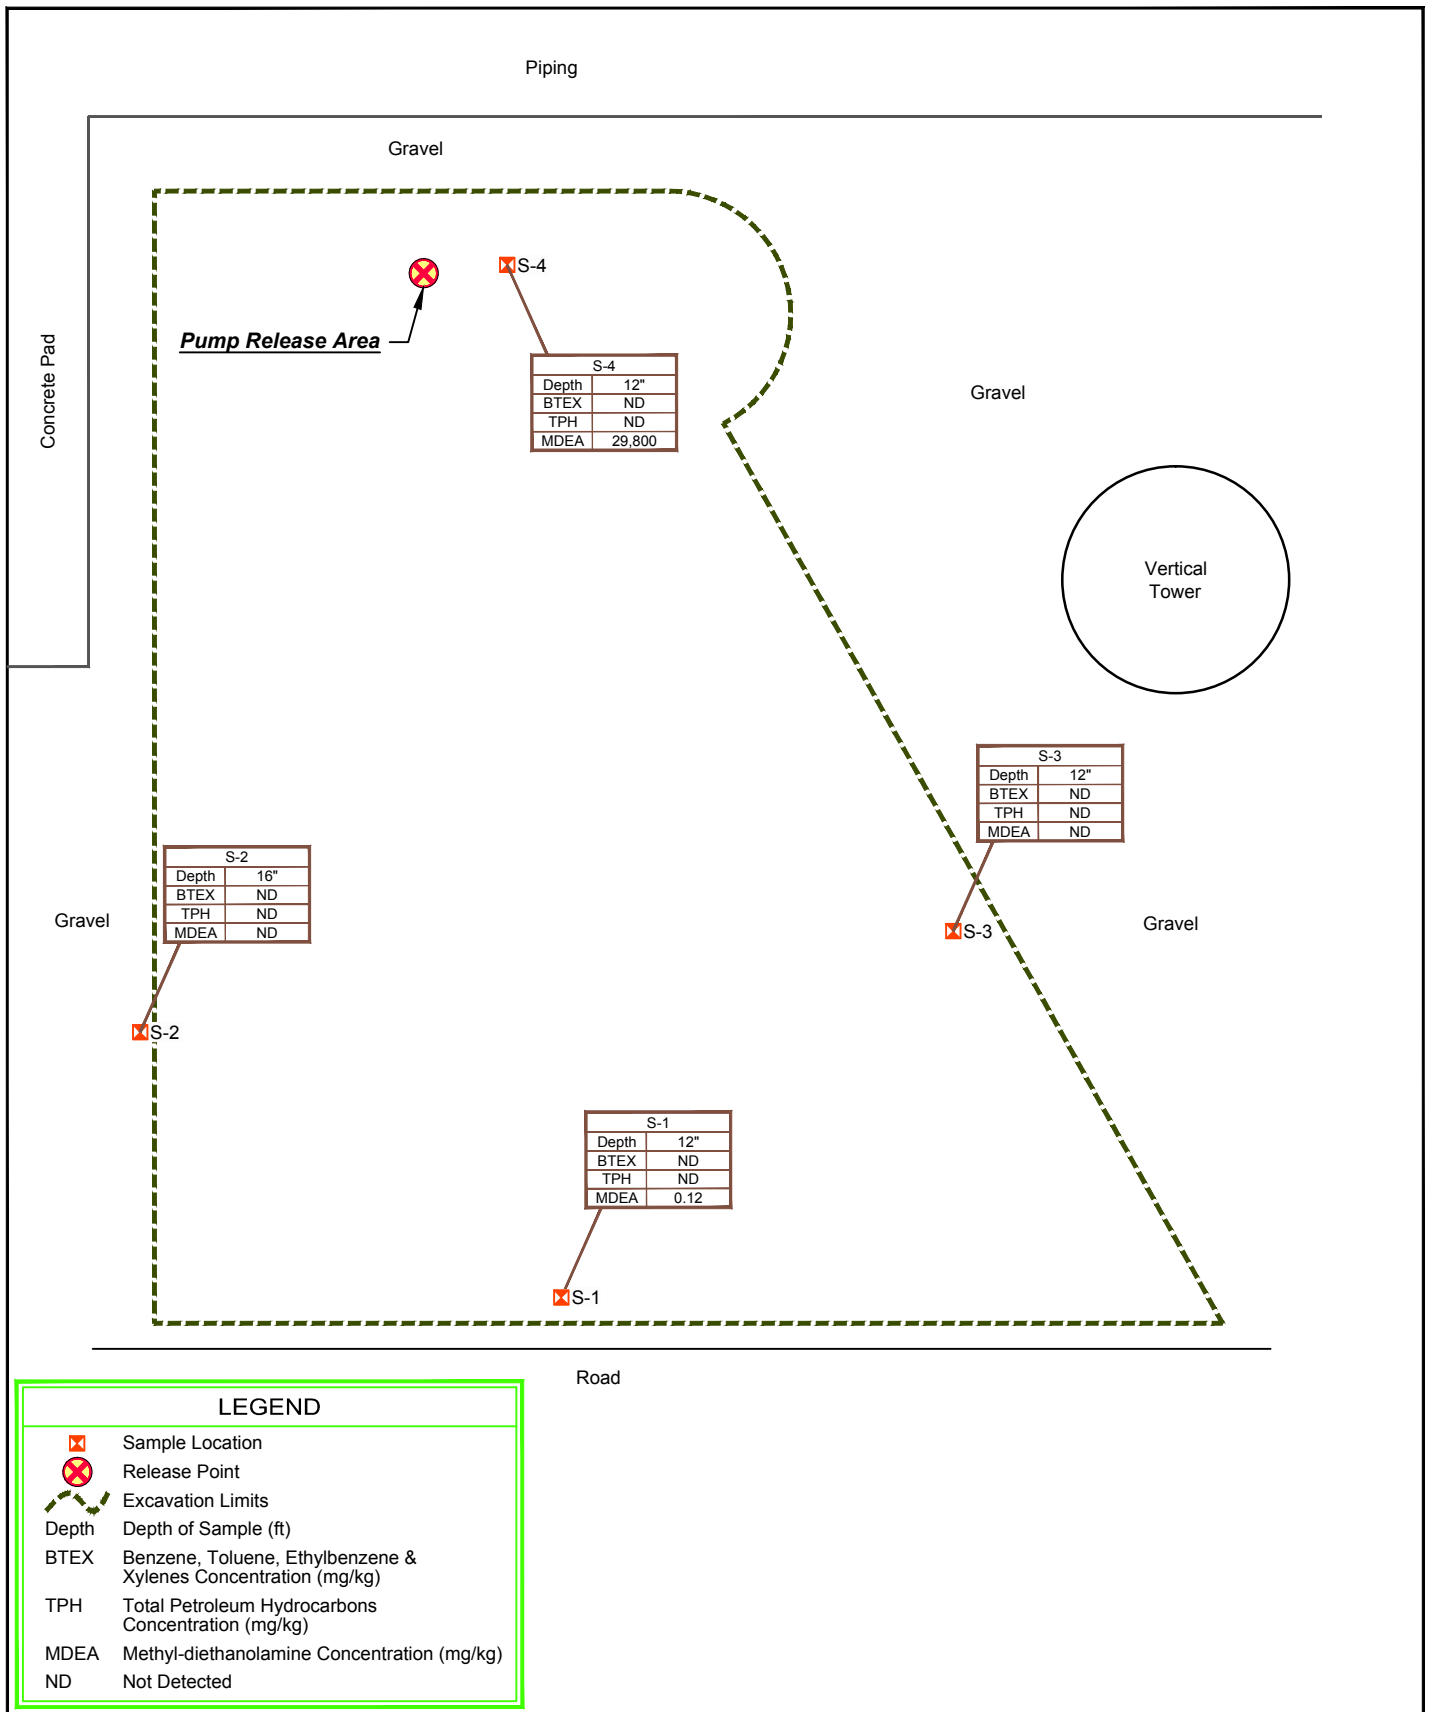 Piping
Gravel
S-4
Pump Release Area
Concrete Pad
S-4
Depth 12"
BTEX ND
TPH ND
MDEA 29,800
Gravel
Vertical
Tower
S-3
Depth 12"
BTEX ND
TPH ND
MDEA ND
S-2
Depth 16"
BTEX ND
TPH ND
MDEA ND
Gravel
Gravel
S-3
S-2
S-1
Depth 12"
BTEX ND
TPH ND
MDEA 0.12
S-1
Road
LEGEND
Sample Location
Release Point
Excavation Limits
Depth Depth of Sample (ft)
BTEX Benzene, Toluene, Ethylbenzene &
Xylenes Concentration (mg/kg)
TPH Total Petroleum Hydrocarbons
Concentration (mg/kg)
MDEA Methyl-diethanolamine Concentration (mg/kg)
ND Not Detected